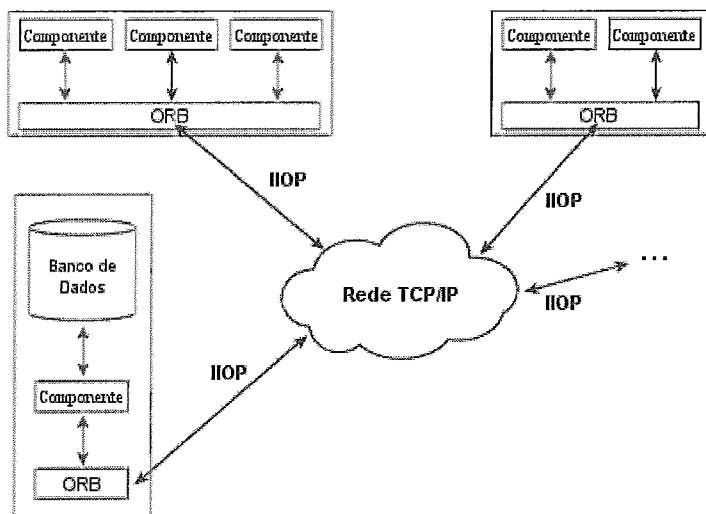 Componente
Componente
Componente
ORB
Componente
Componente
ORB
IIOP
IIOP
Banco de
Dados
Rede TCP/IP
...
IIOP
IIOP
Componente
ORB